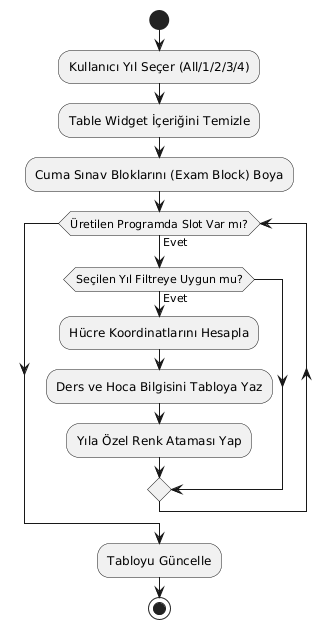 Kullanıcı Yıl Seçer (All/1/2/3/4)
Table Widget İçeriğini Temizle
Cuma Sınav Bloklarını (Exam Block) Boya
Üretilen Programda Slot Var mı?
Evet
Seçilen Yıl Filtreye Uygun mu?
Evet
Hücre Koordinatlarını Hesapla
Ders ve Hoca Bilgisini Tabloya Yaz
Yıla Özel Renk Ataması Yap
Tabloyu Güncelle